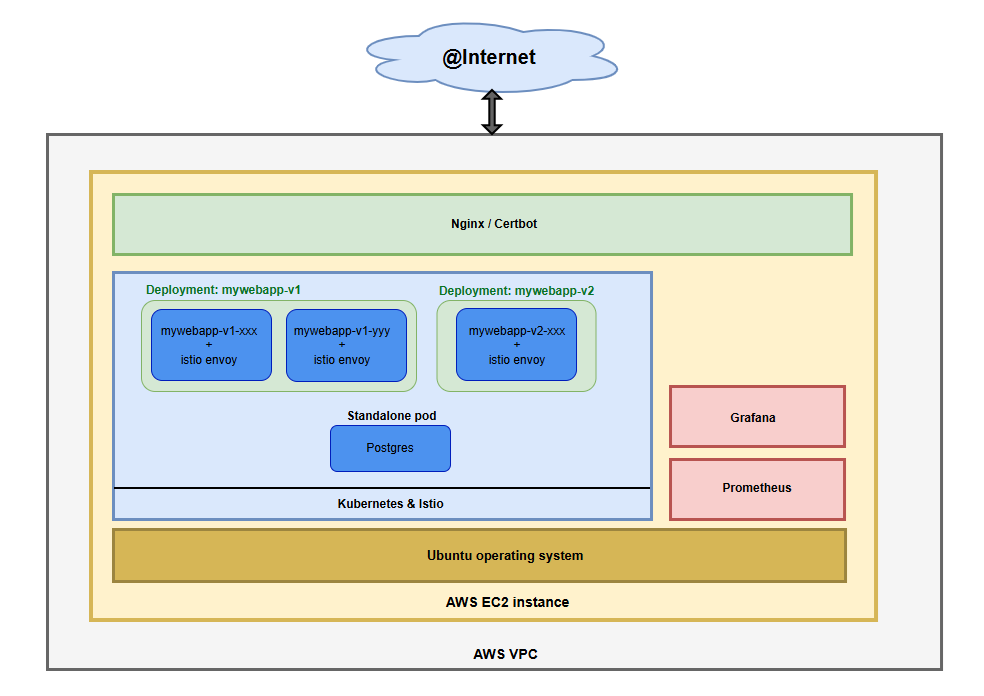 @Internet
Nginx / Certbot
Deployment: mywebapp-v1
mywebapp-v1-xxx
+
istio envoy
mywebapp-v1-yyy
+
istio envoy
Deployment: mywebapp-v2
mywebapp-v2-xxx
+
istio envoy
Standalone pod
Postgres
Kubernetes & Istio
Grafana
Prometheus
Ubuntu operating system
AWS EC2 instance
AWS VPC